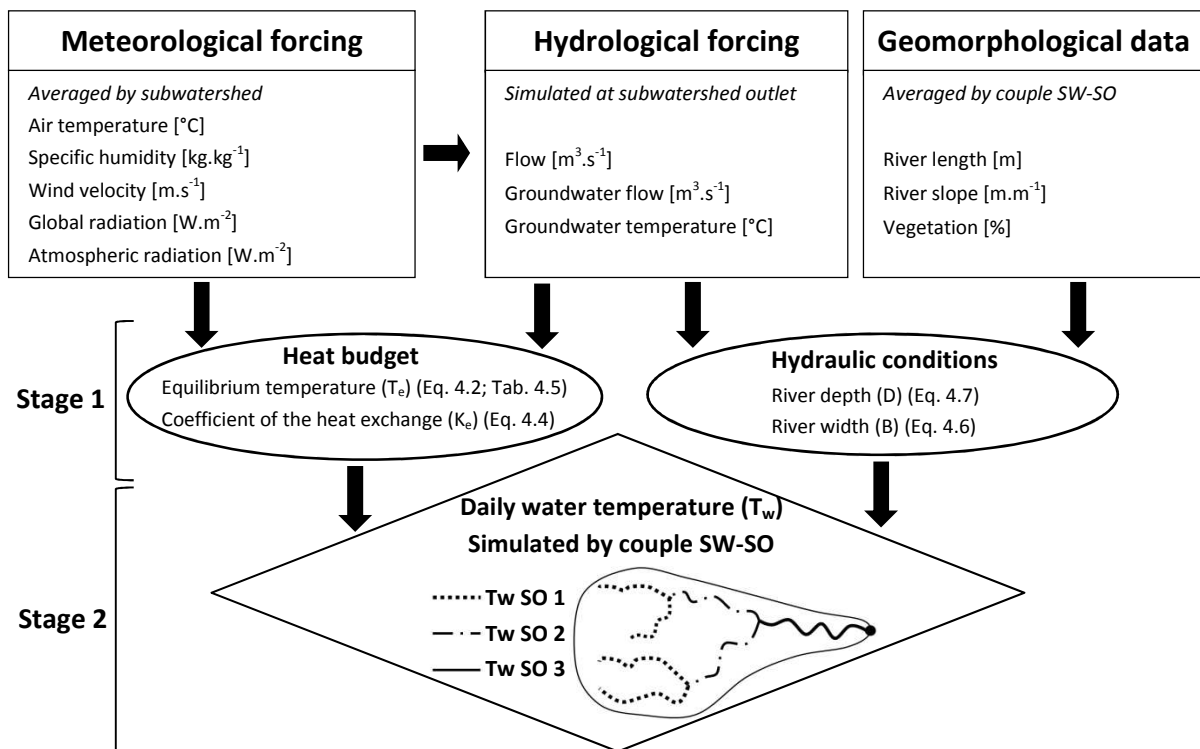 Meteorological forcing
Averaged by subwatershed
Air temperature [°C]
Specific humidity [kg.kg⁻¹]
Wind velocity [m.s⁻¹]
Global radiation [W.m⁻²]
Atmospheric radiation [W.m⁻²]
Hydrological forcing
Simulated at subwatershed outlet
Flow [m³.s⁻¹]
Groundwater flow [m³.s⁻¹]
Groundwater temperature [°C]
Geomorphological data
Averaged by couple SW-SO
River length [m]
River slope [m.m⁻¹]
Vegetation [%]
Stage 1
Heat budget
Equilibrium temperature (Tₑ) (Eq. 4.2; Tab. 4.5)
Coefficient of the heat exchange (Kₑ) (Eq. 4.4)
Hydraulic conditions
River depth (D) (Eq. 4.7)
River width (B) (Eq. 4.6)
Stage 2
Daily water temperature (T_w)
Simulated by couple SW-SO
Tw SO 1
Tw SO 2
Tw SO 3